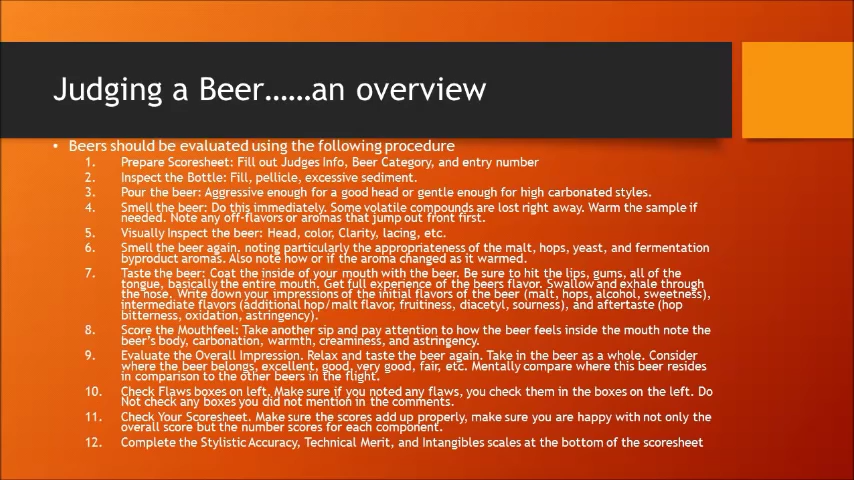 Judging a Beer……an overview
• Beers should be evaluated using the following procedure
1. Prepare Scoresheet: Fill out Judges Info, Beer Category, and entry number
2. Inspect the Bottle: Fill, pellicle, excessive sediment.
3. Pour the beer: Aggressive enough for a good head or gentle enough for high carbonated styles.
4. Smell the beer: Do this immediately. Some volatile compounds are lost right away. Warm the sample if
needed. Note any off-flavors or aromas that jump out front first.
5. Visually Inspect the beer: Head, color, Clarity, lacing, etc.
6. Smell the beer again. noting particularly the appropriateness of the malt, hops, yeast, and fermentation
byproduct aromas. Also note how or if the aroma changed as it warmed.
7. Taste the beer: Coat the inside of your mouth with the beer. Be sure to hit the lips, gums, all of the
tongue, basically the entire mouth. Get full experience of the beers flavor. Swallow and exhale through
the nose. Write down your impressions of the initial flavors of the beer (malt, hops, alcohol, sweetness),
intermediate flavors (additional hop/malt flavor, fruitiness, diacetyl, sourness), and aftertaste (hop
bitterness, oxidation, astringency).
8. Score the Mouthfeel: Take another sip and pay attention to how the beer feels inside the mouth note the
beer's body, carbonation, warmth, creaminess, and astringency.
9. Evaluate the Overall Impression. Relax and taste the beer again. Take in the beer as a whole. Consider
where the beer belongs, excellent, good, very good, fair, etc. Mentally compare where this beer resides
in comparison to the other beers in the flight.
10. Check Flaws boxes on left. Make sure if you noted any flaws, you check them in the boxes on the left. Do
Not check any boxes you did not mention in the comments.
11. Check Your Scoresheet. Make sure the scores add up properly, make sure you are happy with not only the
overall score but the number scores for each component.
12. Complete the Stylistic Accuracy, Technical Merit, and Intangibles scales at the bottom of the scoresheet